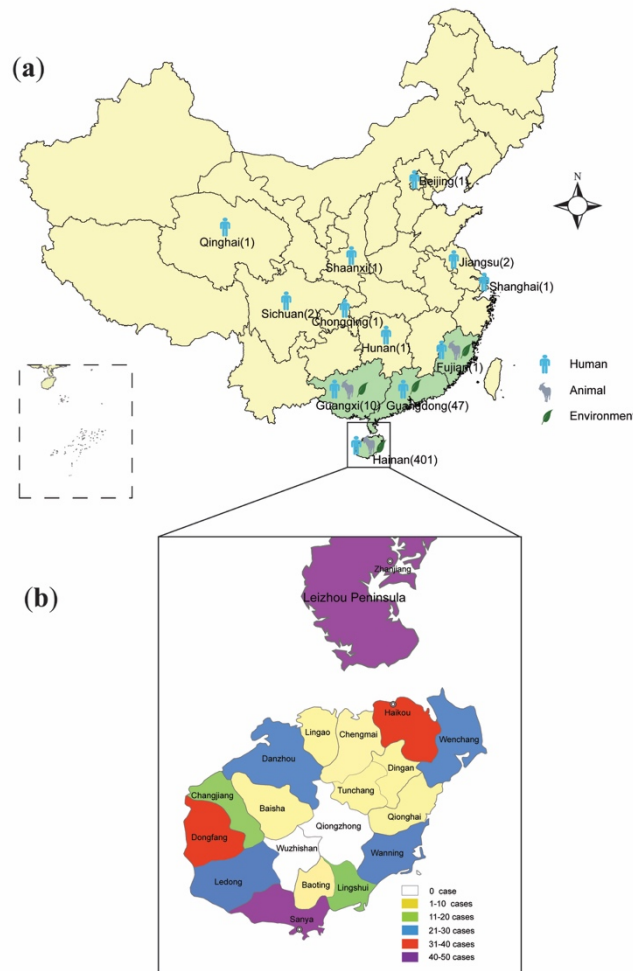 (a)
N
Beijing(1)
Qinghai(1)
Shaanxi(1)
Jiangsu(2)
Shanghai(1)
Sichuan(2)
Chongqing(1)
Hunan(1)
Fujian(1)
Guangxi(10)
Guangdong(47)
Hainan(401)
Human
Animal
Environment
(b)
Zhanjiang
Leizhou Peninsula
Haikou
Lingao
Chengmai
Wenchang
Danzhou
Dingan
Tunchang
Changjiang
Baisha
Qionghai
Qiongzhong
Dongfang
Wuzhishan
Wanning
Ledong
Baoting
Lingshui
Sanya
0 case
1-10 cases
11-20 cases
21-30 cases
31-40 cases
40-50 cases